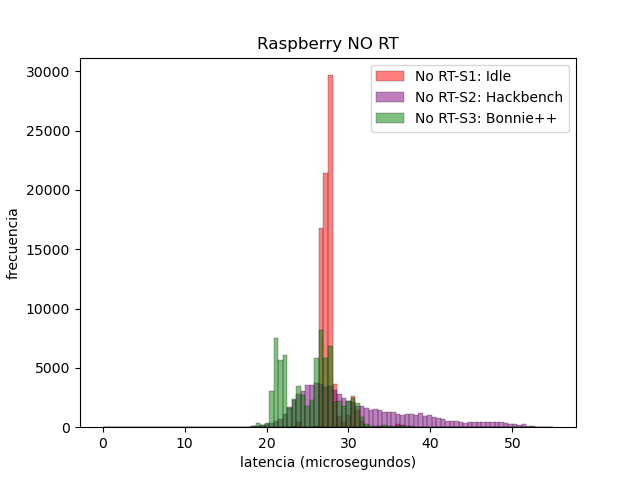 Raspberry NO RT
30000
25000
20000
15000
10000
5000
0
frecuencia
No RT-S1: Idle
No RT-S2: Hackbench
No RT-S3: Bonnie++
0 10 20 30 40 50
latencia (microsegundos)